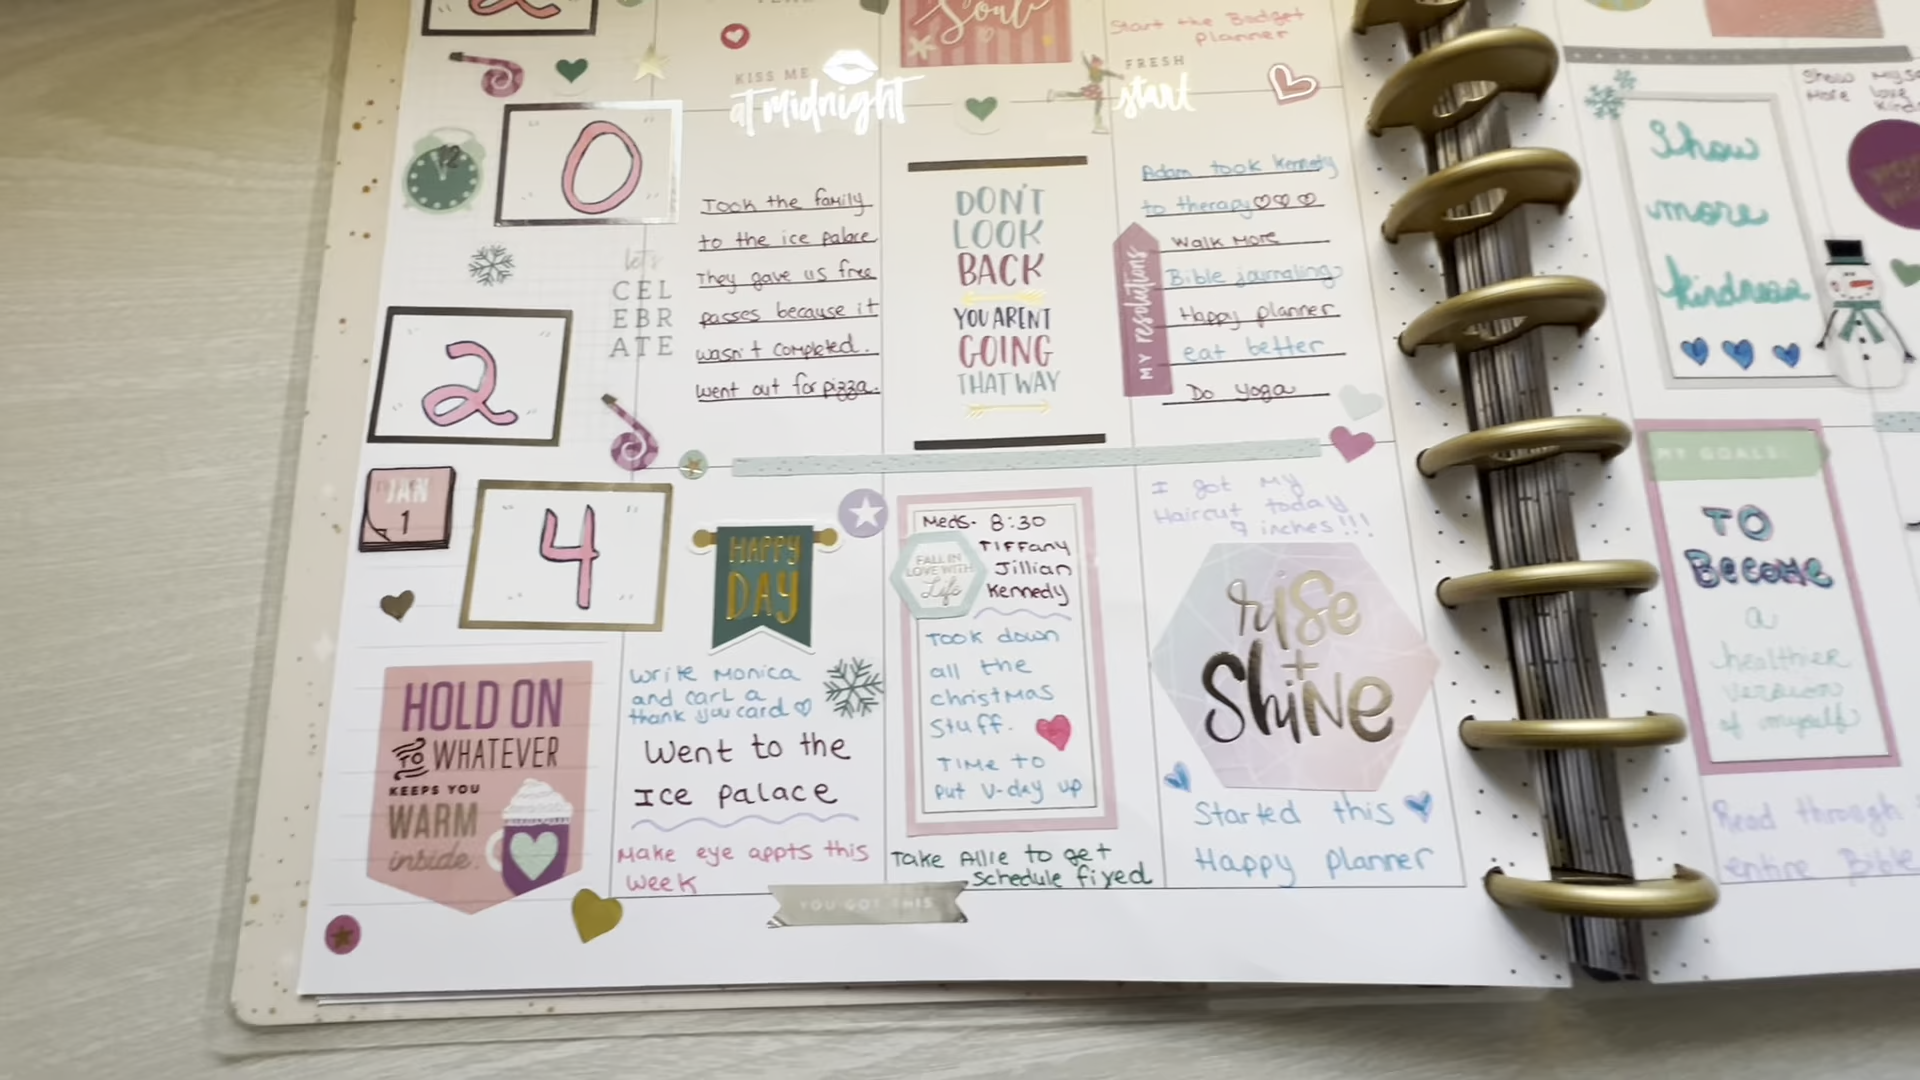 2
Soul
Start the Budget
planner
KISS ME
at midnight
FRESH
start
12
0
Took the family
to the ice palace
They gave us free
passes because it
wasn't completed.
went out for pizza.
let's
CEL
EBR
ATE
2
DON'T
LOOK
BACK
YOU AREN'T
GOING
THAT WAY
Adam took Kennedy
to therapy
MY resolutions
Walk More
Bible journaling
Happy planner
eat better
Do yoga
JAN
1
4
HAPPY
DAY
HOLD ON
TO WHATEVER
KEEPS YOU
WARM
inside.
Write Monica
and carl a
thank you card
Went to the
Ice palace
Make eye appts this
week
Meds- 8:30
Tiffany
Jillian
Kennedy
FALL IN
LOVE WITH
Life
Took down
all the
christmas
stuff.
Time to
put V-day up
Take Allie to get
schedule fixed
YOU GOT THIS
I got my
Haircut today
9 inches!!!
rise
+
ShiNe
Started this
Happy planner
Show
more
kindness
Show
More love
MY GOALS
TO
Become
a
healthier
version
of myself
Read through
entire Bible